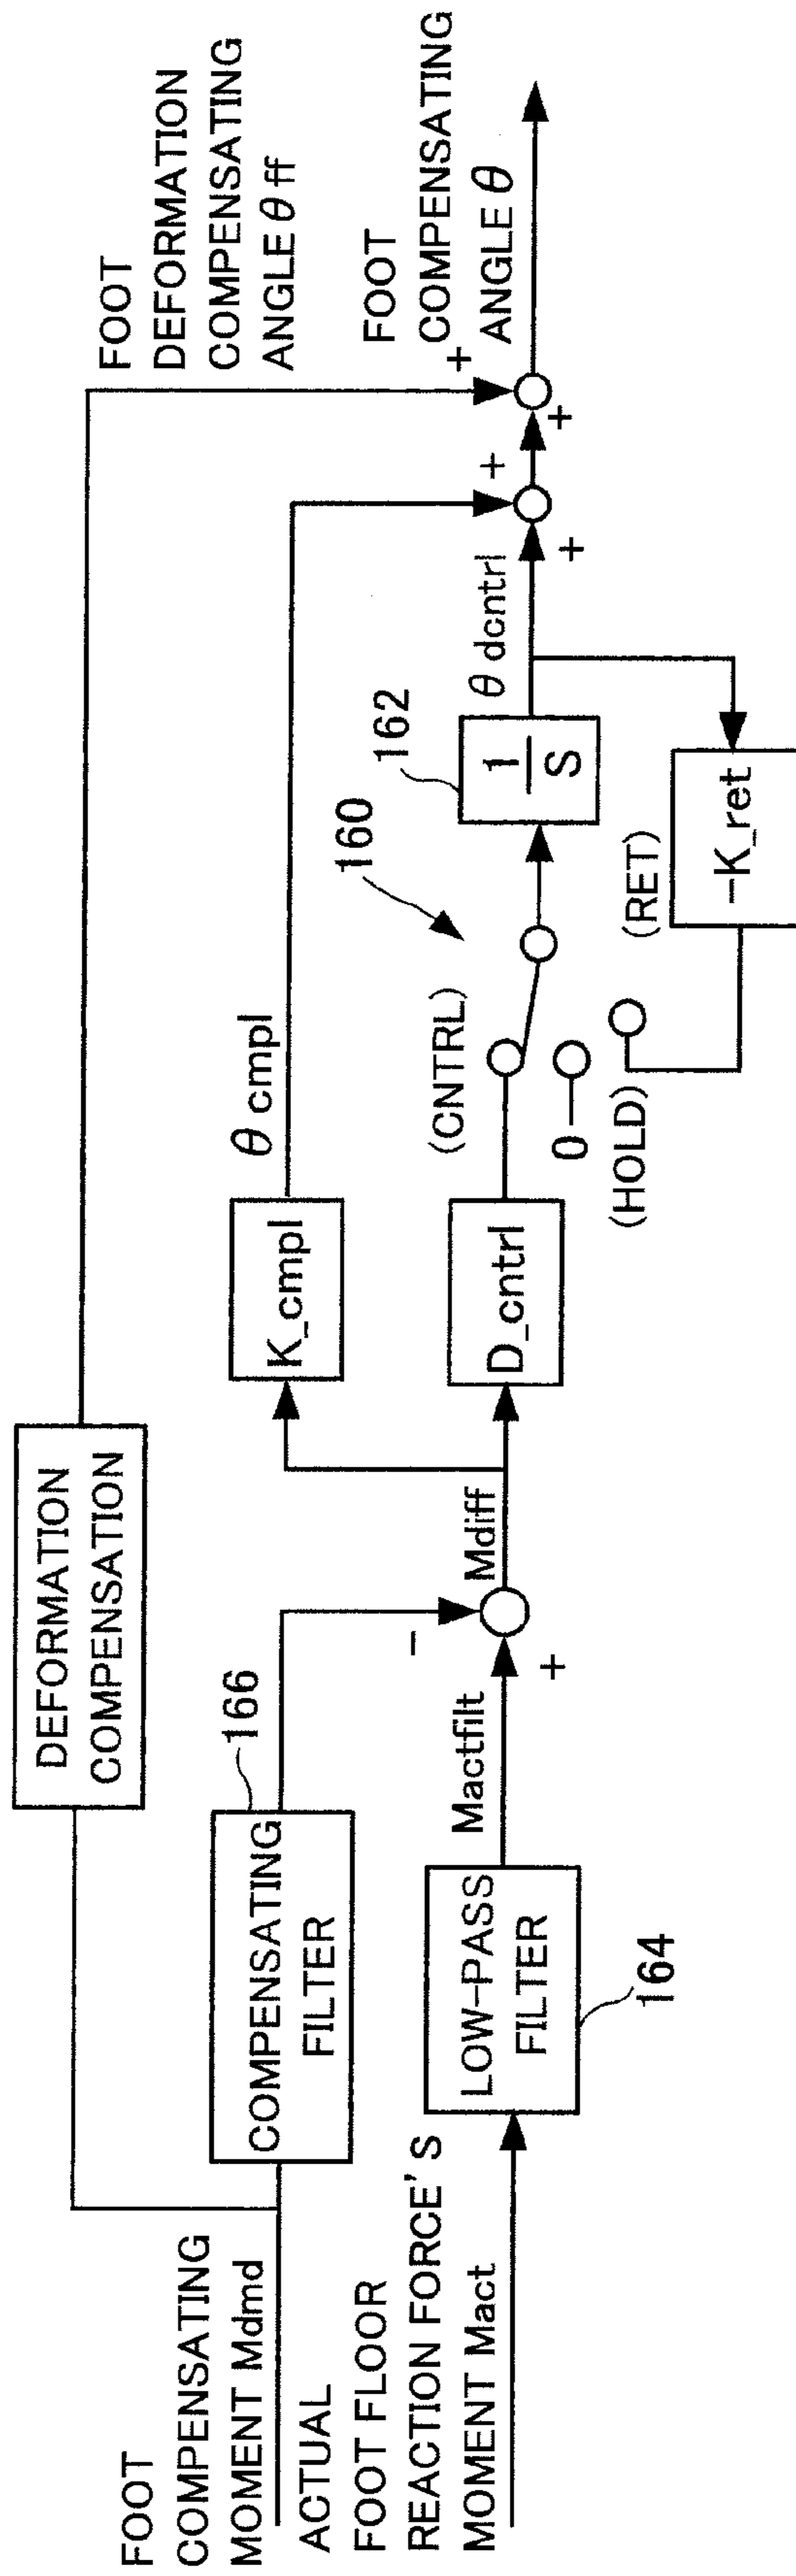 FOOT
COMPENSATING
MOMENT Mdmd
ACTUAL
FOOT FLOOR
REACTION FORCE'S
MOMENT Mact
DEFORMATION
COMPENSATION
COMPENSATING
FILTER
166
LOW-PASS
FILTER
164
Mactfilt
+
−
Mdiff
K_cmpl
θ cmpl
D_cntrl
(CNTRL)
0
(HOLD)
(RET)
160
-K_ret
162
1
S
θ dcntrl
+
+
+
+
FOOT
DEFORMATION
COMPENSATING
ANGLE θ ff
FOOT
COMPENSATING
ANGLE θ